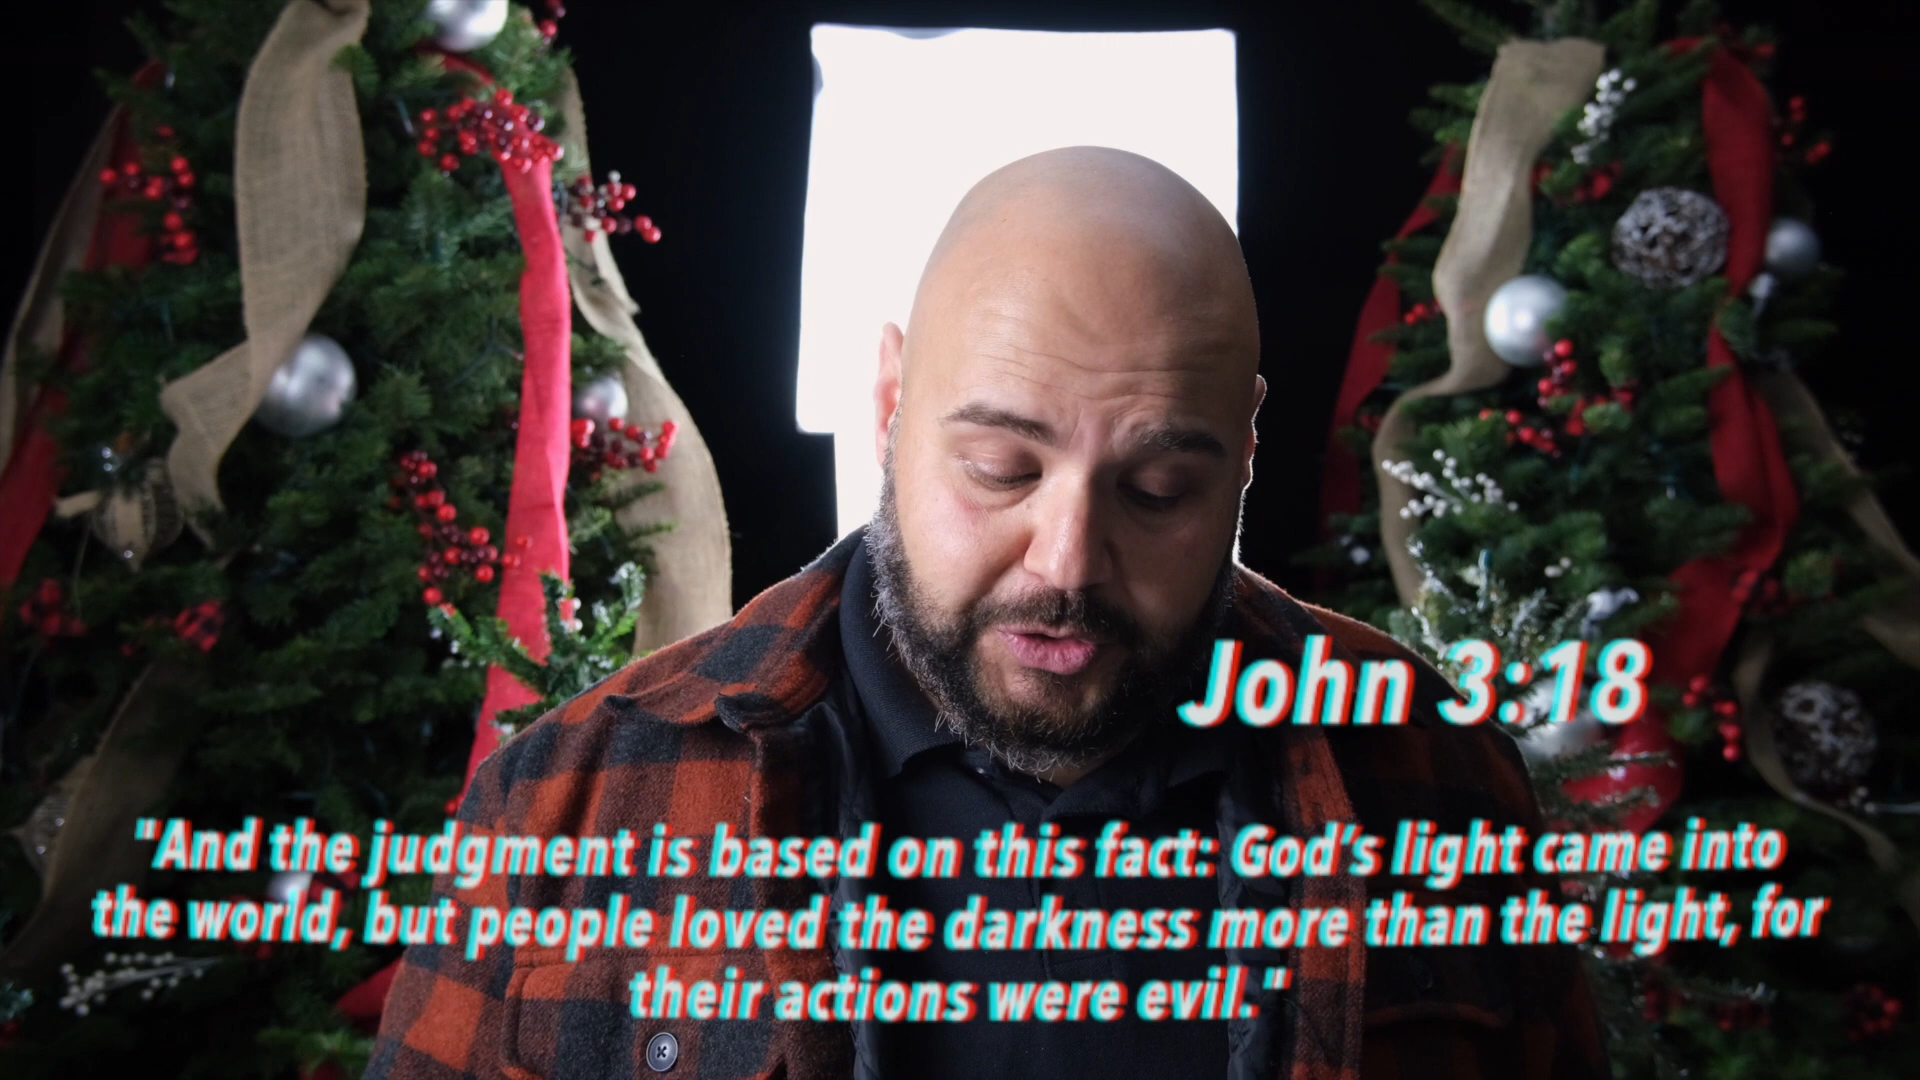 John 3:18
"And the judgment is based on this fact: God’s light came into
the world, but people loved the darkness more than the light, for
their actions were evil."